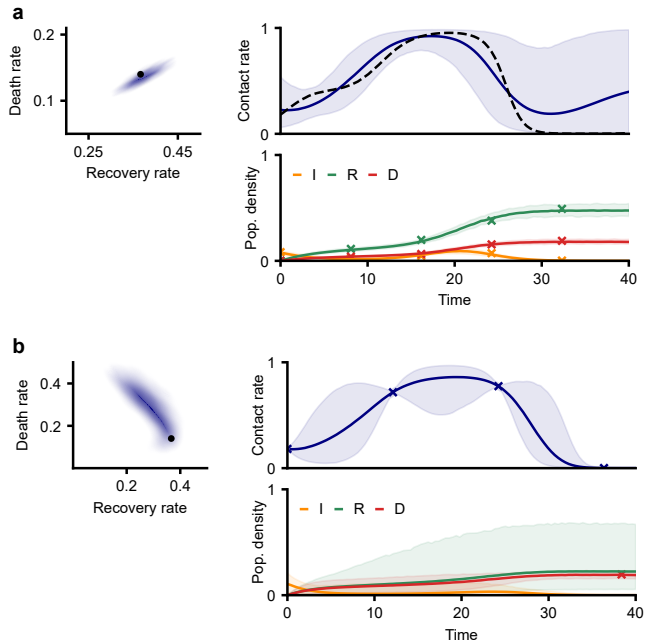 a
0.2
0.1
Death rate
0.25
0.45
Recovery rate
1
0
Contact rate
1
0
Pop. density
I R D
0 10 20 30 40
Time
b
0.4
0.2
Death rate
0.2
0.4
Recovery rate
1
0
Contact rate
1
0
Pop. density
I R D
0 10 20 30 40
Time